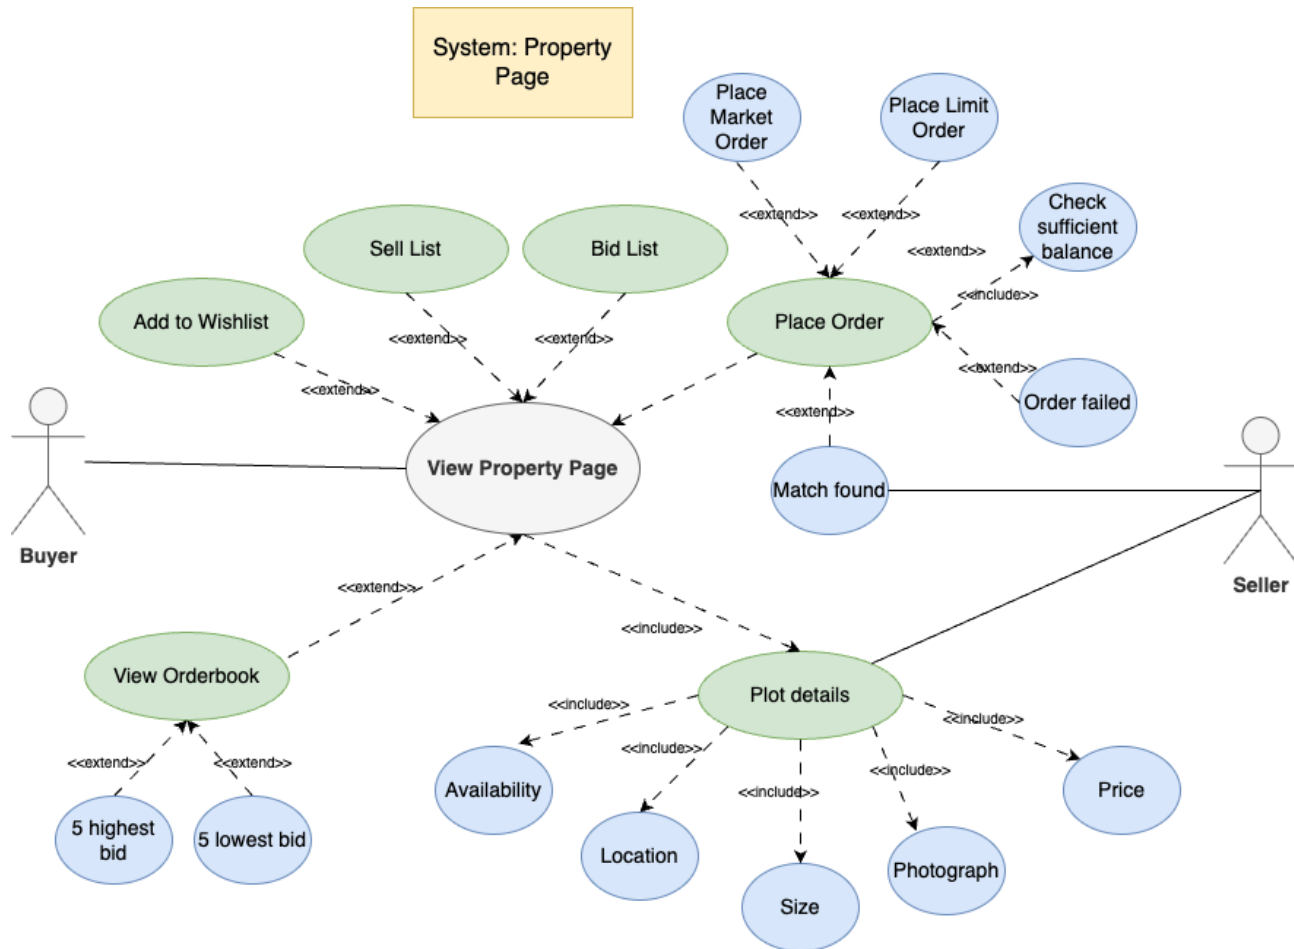 System: Property
Page
Place
Market
Order
Place Limit
Order
<<extend>>
<<extend>>
Check
sufficient
balance
<<extend>>
Sell List
Bid List
<<include>>
Add to Wishlist
Place Order
<<extend>>
<<extend>>
<<extend>>
<<extend>>
Order failed
<<extend>>
View Property Page
Match found
Buyer
Seller
<<extend>>
<<include>>
View Orderbook
Plot details
<<include>>
<<include>>
<<include>>
<<include>>
<<include>>
<<extend>>
<<extend>>
Availability
Price
5 highest
bid
5 lowest bid
Location
Photograph
Size